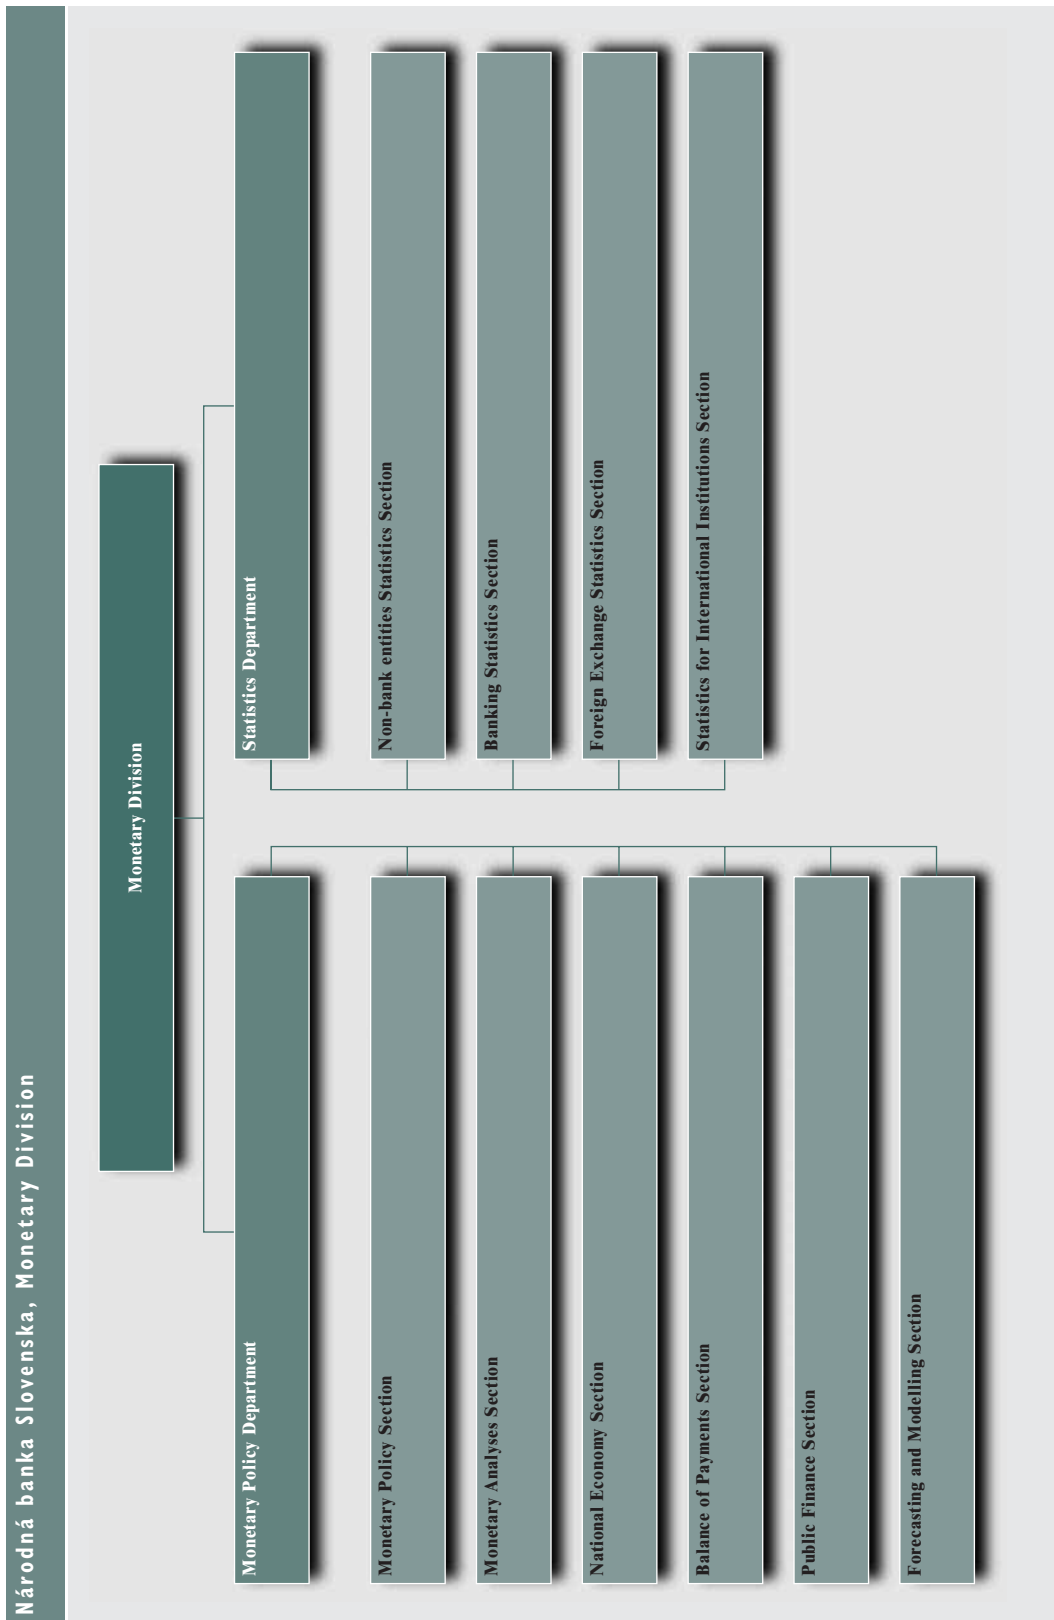 Národná banka Slovenska, Monetary Division
Monetary Division
Monetary Policy Department
Monetary Policy Section
Monetary Analyses Section
National Economy Section
Balance of Payments Section
Public Finance Section
Forecasting and Modelling Section
Statistics Department
Non-bank entities Statistics Section
Banking Statistics Section
Foreign Exchange Statistics Section
Statistics for International Institutions Section